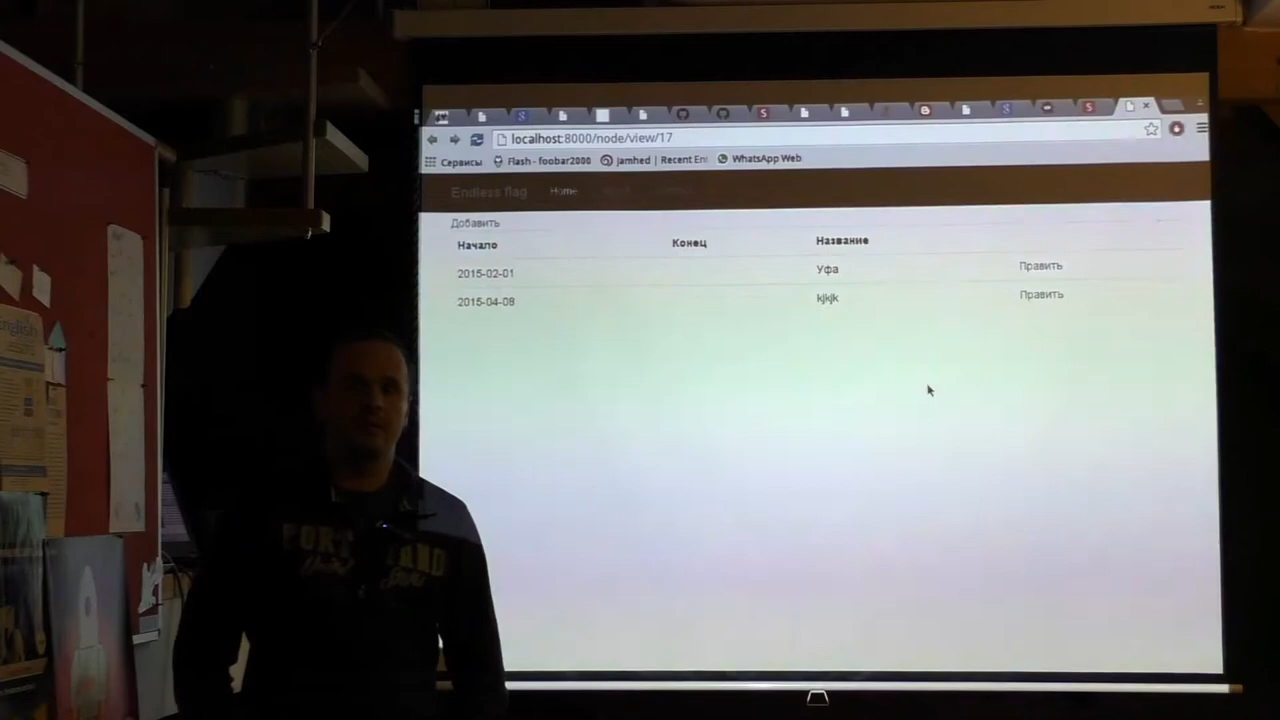 localhost:8000/node/view/17
Сервисы Flash - foobar2000 jamhed | Recent En WhatsApp Web
Endless flag Home
Добавить
Начало Конец Название
2015-02-01 Уфа Править
2015-04-08 kjkjk Править
English